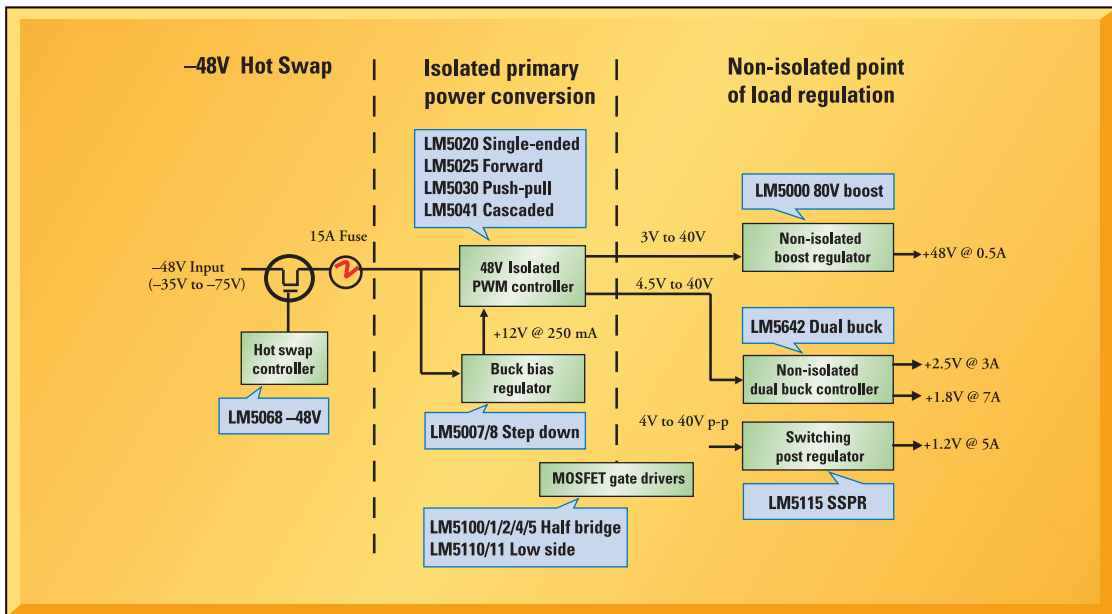 –48V Hot Swap
Isolated primary
power conversion
Non-isolated point
of load regulation
LM5020 Single-ended
LM5025 Forward
LM5030 Push-pull
LM5041 Cascaded
LM5000 80V boost
15A Fuse
3V to 40V
Non-isolated
boost regulator
+48V @ 0.5A
–48V Input
(–35V to –75V)
48V Isolated
PWM controller
4.5V to 40V
+12V @ 250 mA
LM5642 Dual buck
Hot swap
controller
Buck bias
regulator
Non-isolated
dual buck controller
+2.5V @ 3A
+1.8V @ 7A
LM5068 –48V
LM5007/8 Step down
4V to 40V p-p
Switching
post regulator
+1.2V @ 5A
MOSFET gate drivers
LM5115 SSPR
LM5100/1/2/4/5 Half bridge
LM5110/11 Low side